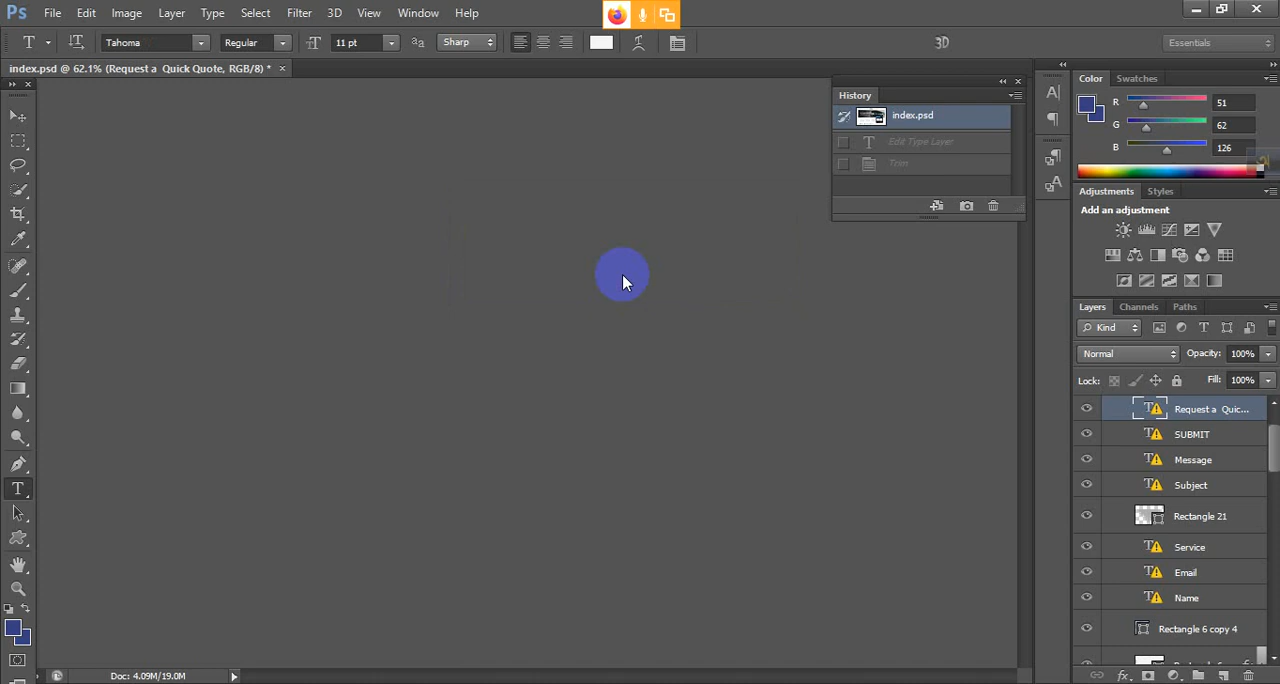 Ps File Edit Image Layer Type Select Filter 3D View Window Help
T Tahoma Regular 11 pt aa Sharp 3D Essentials
index.psd @ 62.1% (Request a Quick Quote, RGB/8) * ×
History
index.psd
Edit Type Layer
Trim
Color Swatches
R 51
G 62
B 126
Adjustments Styles
Add an adjustment
Layers Channels Paths
Kind
Normal Opacity: 100%
Lock: Fill: 100%
Request a Quic...
SUBMIT
Message
Subject
Rectangle 21
Service
Email
Name
Rectangle 6 copy 4
Doc: 4.09M/19.0M